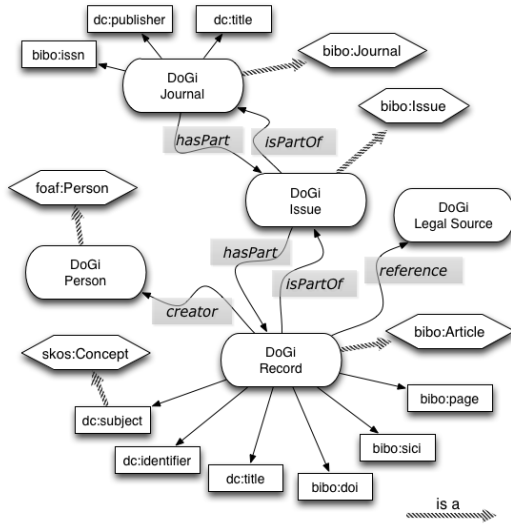 dc:publisher
dc:title
bibo:issn
DoGi
Journal
bibo:Journal
bibo:Issue
hasPart
isPartOf
foaf:Person
DoGi
Issue
DoGi
Legal Source
DoGi
Person
hasPart
isPartOf
reference
creator
bibo:Article
skos:Concept
DoGi
Record
bibo:page
dc:subject
bibo:sici
dc:identifier
dc:title
bibo:doi
is a